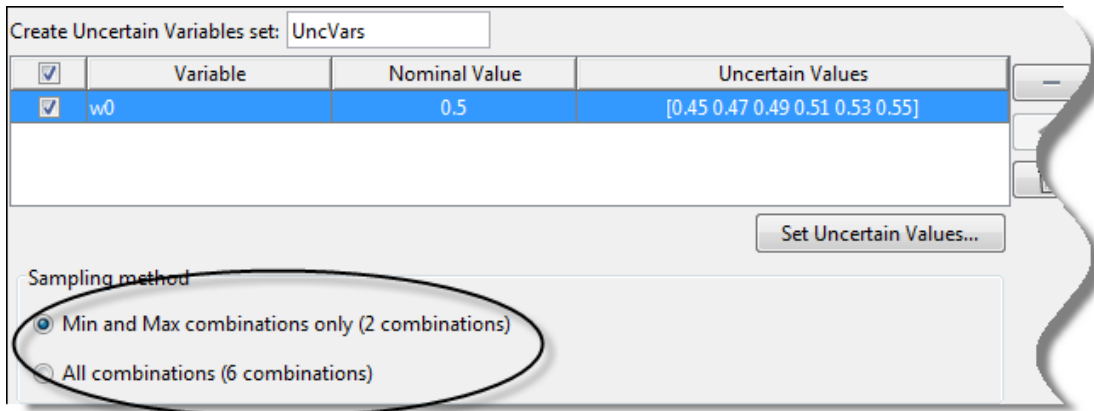 Create Uncertain Variables set: UncVars
Variable Nominal Value Uncertain Values
w0 0.5 [0.45 0.47 0.49 0.51 0.53 0.55]
Set Uncertain Values...
Sampling method
Min and Max combinations only (2 combinations)
All combinations (6 combinations)